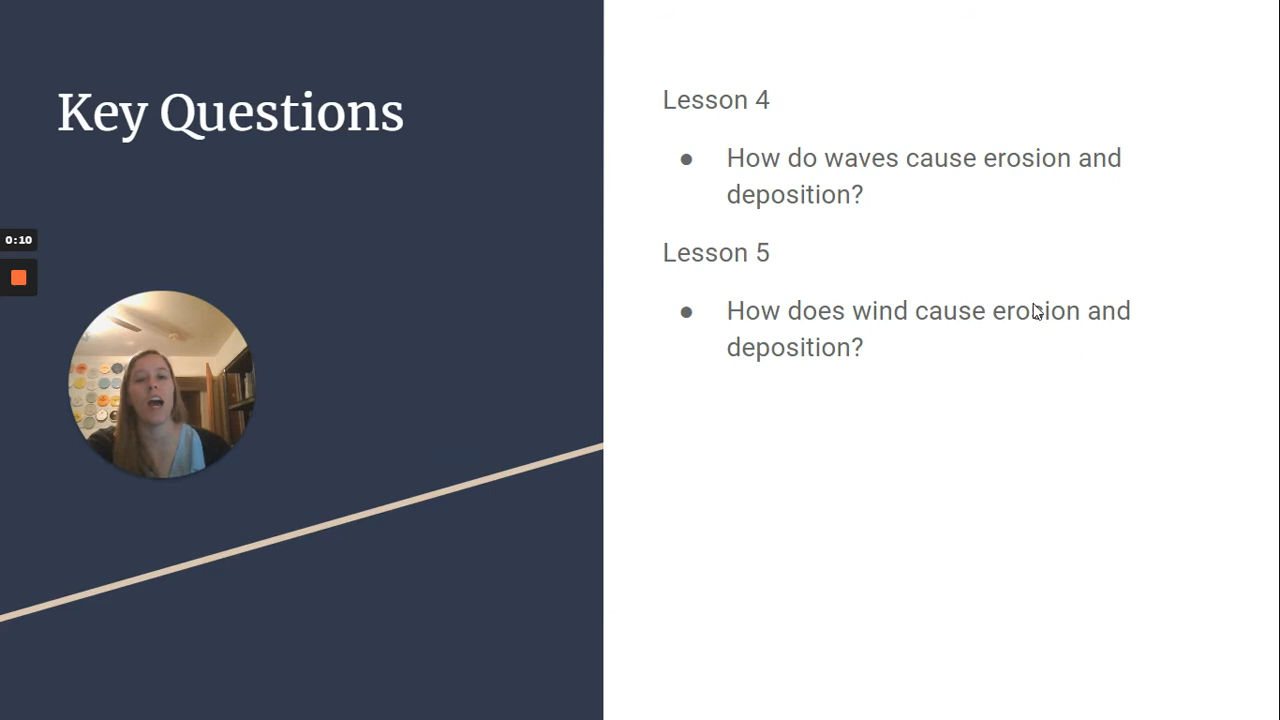 Key Questions
0:10
Lesson 4
● How do waves cause erosion and
deposition?
Lesson 5
● How does wind cause erosion and
deposition?